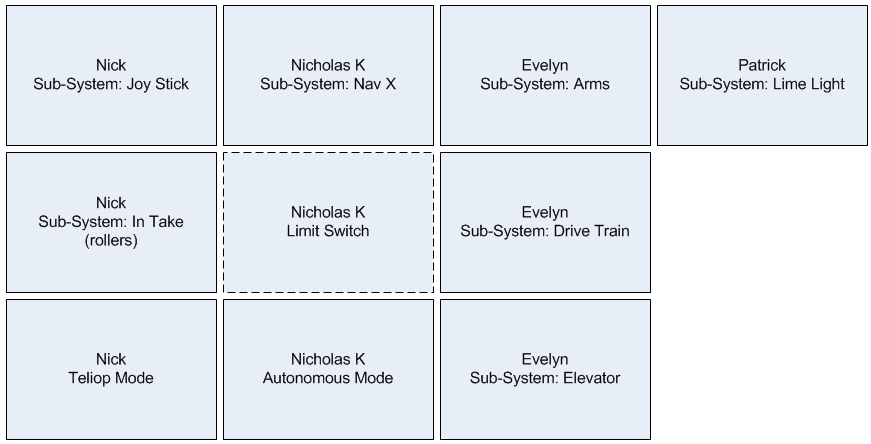 Nick
Sub-System: Joy Stick
Nicholas K
Sub-System: Nav X
Evelyn
Sub-System: Arms
Patrick
Sub-System: Lime Light
Nick
Sub-System: In Take
(rollers)
Nicholas K
Limit Switch
Evelyn
Sub-System: Drive Train
Nick
Teliop Mode
Nicholas K
Autonomous Mode
Evelyn
Sub-System: Elevator